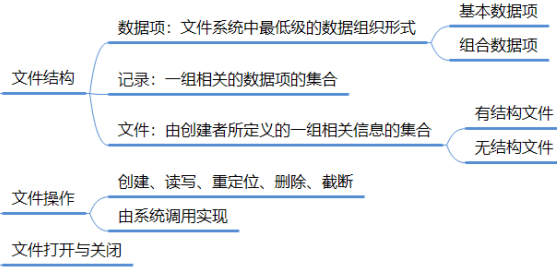 文件结构
数据项：文件系统中最低级的数据组织形式
基本数据项
组合数据项
记录：一组相关的数据项的集合
文件：由创建者所定义的一组相关信息的集合
有结构文件
无结构文件
文件操作
创建、读写、重定位、删除、截断
由系统调用实现
文件打开与关闭